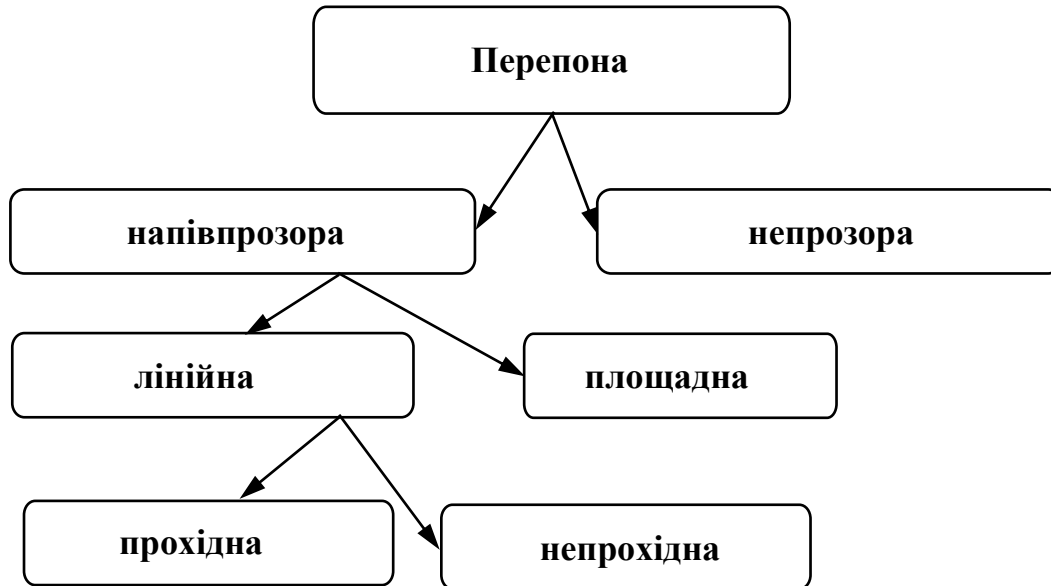 Перепона
напівпрозора
непрозора
лінійна
площадна
прохідна
непрохідна